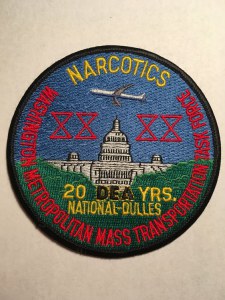 NARCOTICS
XX XX
20 DEA YRS.
NATIONAL-DULLES
WASHINGTON METROPOLITAN MASS TRANSPORTATION TASK FORCE